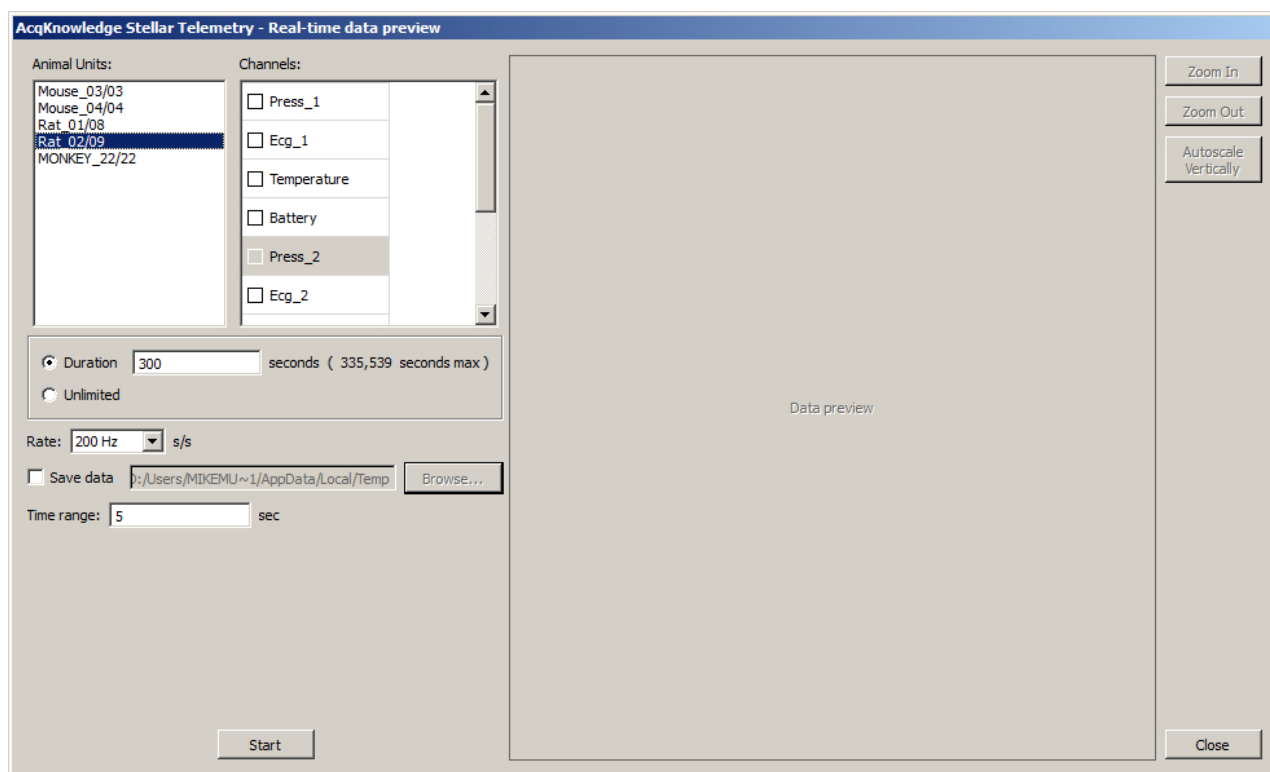 AcqKnowledge Stellar Telemetry - Real-time data preview
Animal Units:
Mouse_03/03
Mouse_04/04
Rat_01/08
Rat_02/09
MONKEY_22/22
Channels:
Press_1
Ecg_1
Temperature
Battery
Press_2
Ecg_2
Duration 300 seconds ( 335,539 seconds max )
Unlimited
Rate: 200 Hz s/s
Save data D:/Users/MIKEMU~1/AppData/Local/Temp Browse...
Time range: 5 sec
Start
Data preview
Zoom In
Zoom Out
Autoscale
Vertically
Close